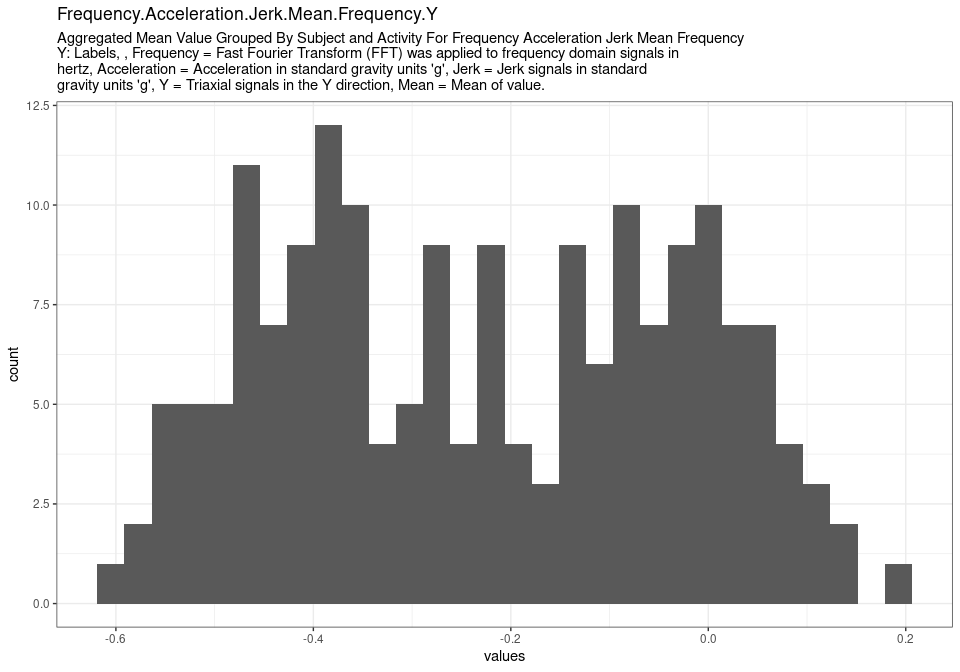 Frequency.Acceleration.Jerk.Mean.Frequency.Y
Aggregated Mean Value Grouped By Subject and Activity For Frequency Acceleration Jerk Mean Frequency
Y: Labels, , Frequency = Fast Fourier Transform (FFT) was applied to frequency domain signals in
hertz, Acceleration = Acceleration in standard gravity units 'g', Jerk = Jerk signals in standard
gravity units 'g', Y = Triaxial signals in the Y direction, Mean = Mean of value.
12.5
10.0
7.5
5.0
2.5
0.0
count
-0.6 -0.4 -0.2 0.0 0.2
values